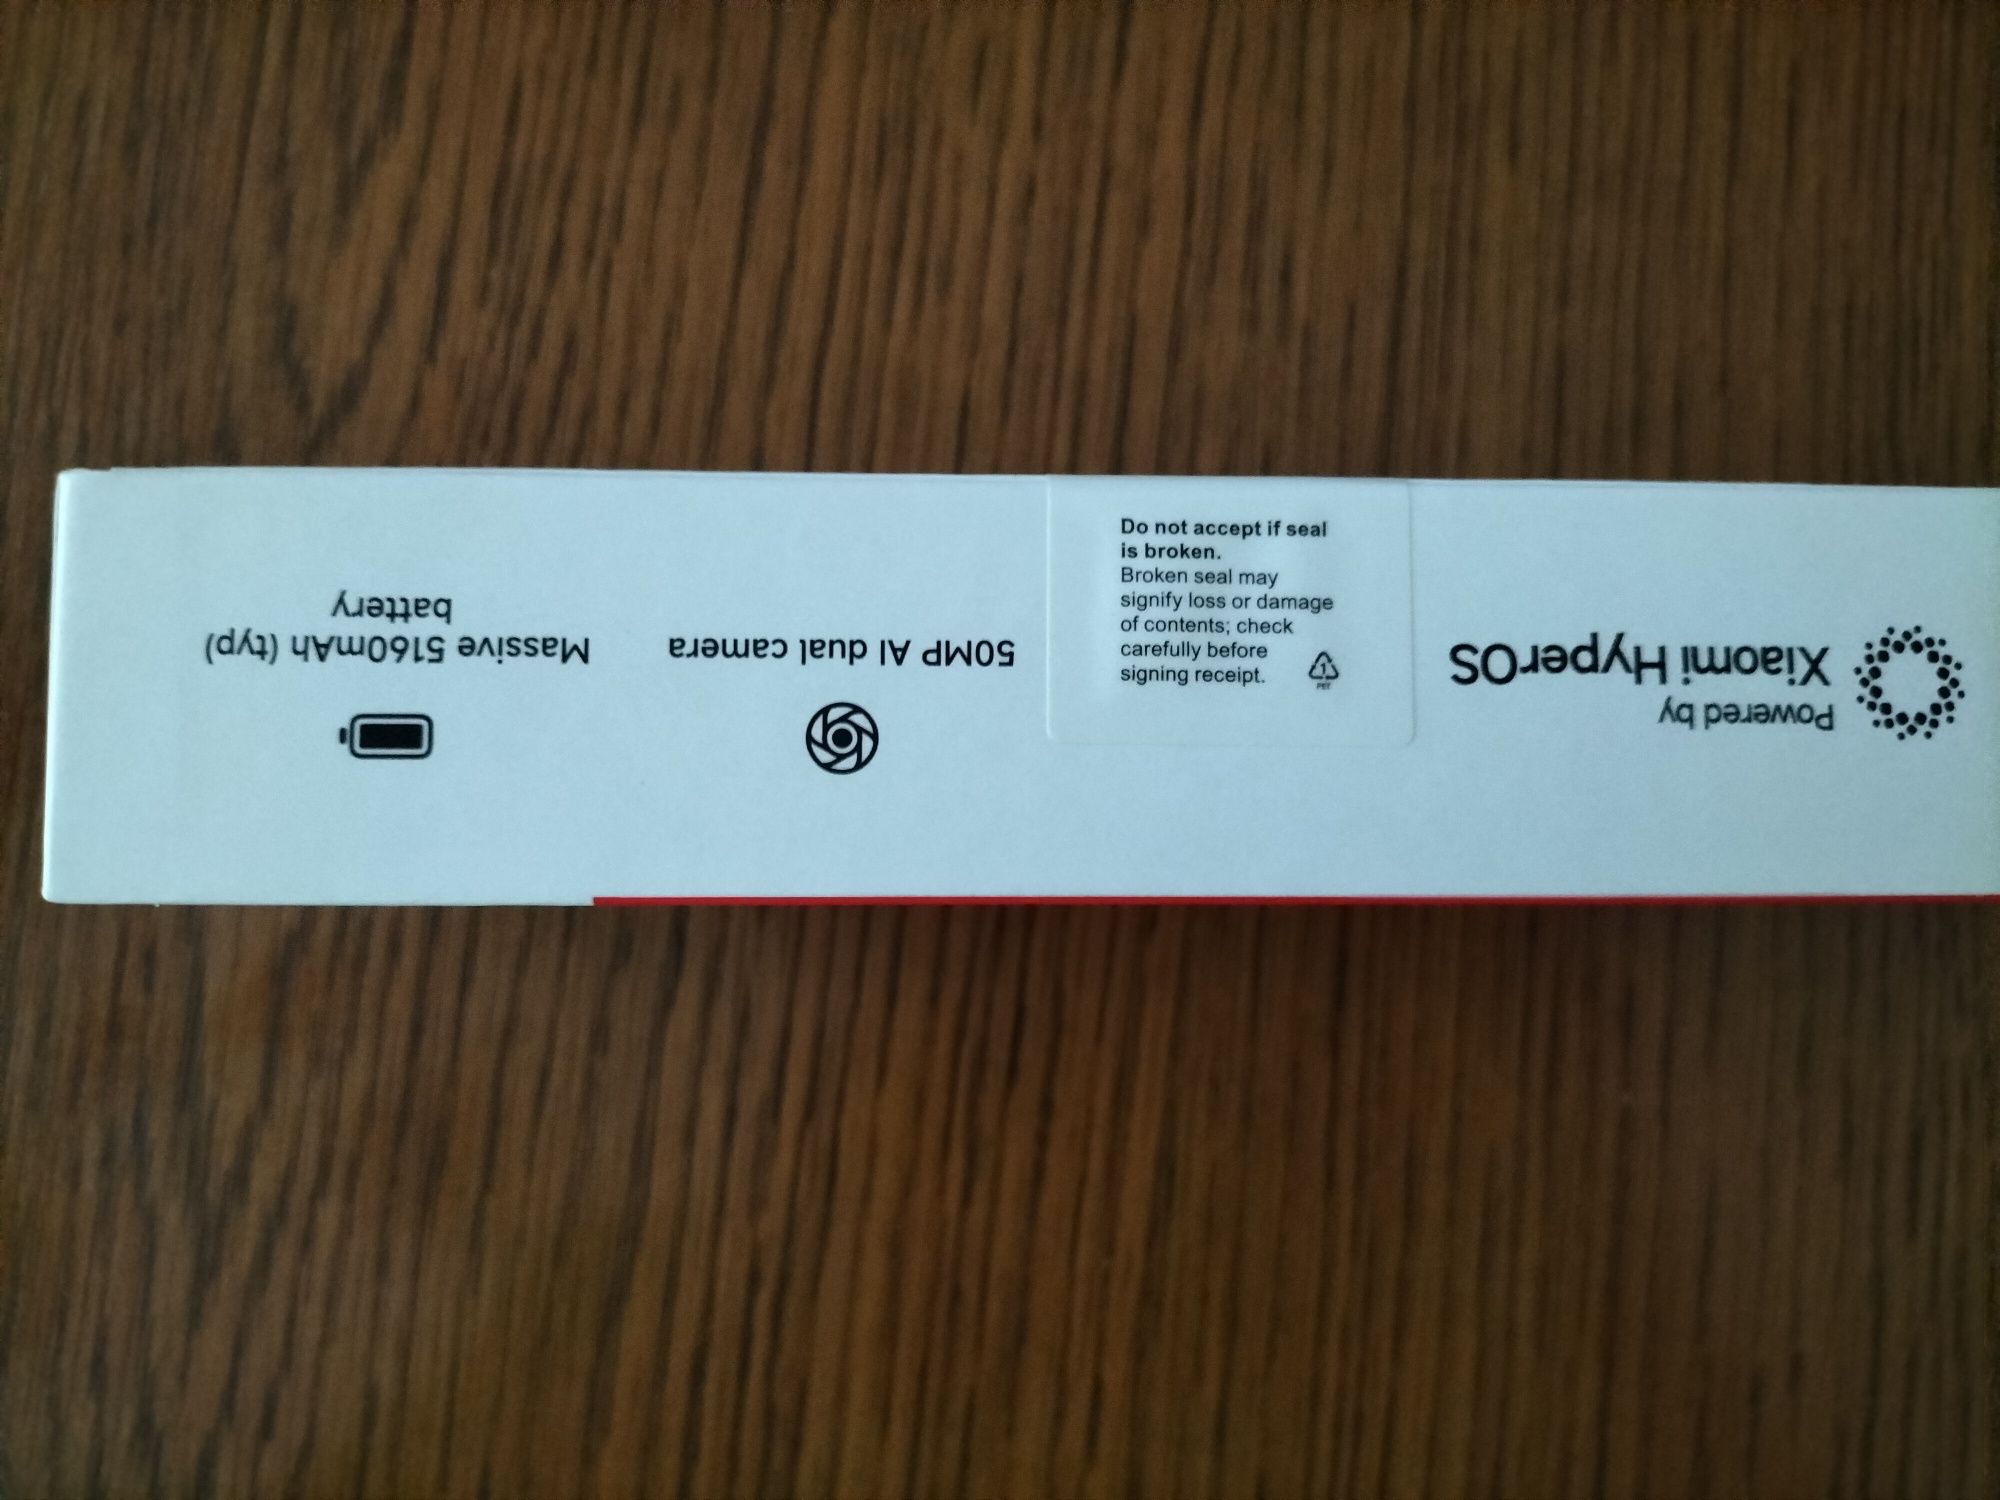 Do not accept if seal
is broken.
Broken seal may
signify loss or damage
of contents; check
carefully before
signing receipt.
1
PET
Powered by
Xiaomi HyperOS
50MP AI dual camera
Massive 5160mAh (typ)
battery